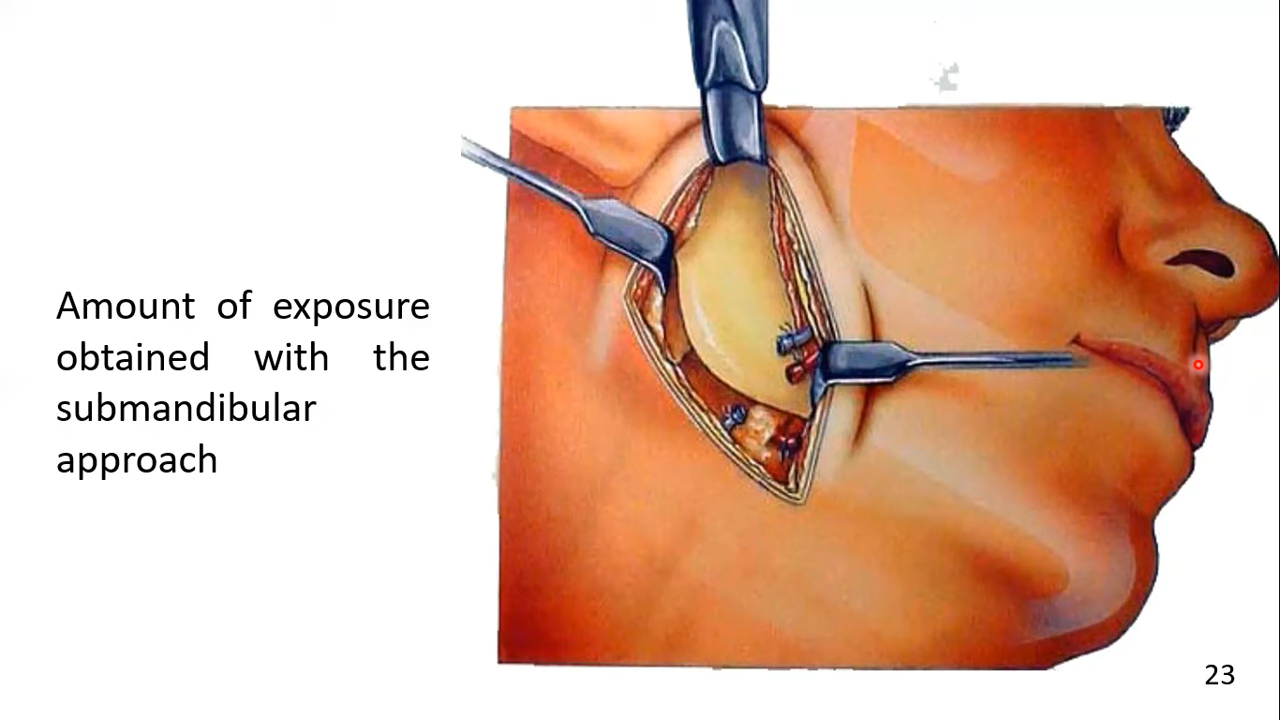 Amount of exposure
obtained with the
submandibular
approach
23